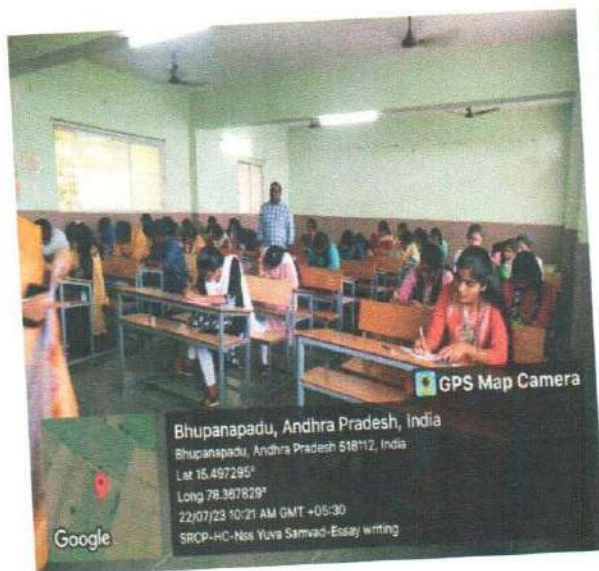 GPS Map Camera
Bhupanapadu, Andhra Pradesh, India
Bhupanapadu, Andhra Pradesh 518112, India
Lat 15.497295°
Long 78.367829°
22/07/23 10:21 AM GMT +05:30
SRCP-HC-Nss Yuva Samvad-Essay writing
Google